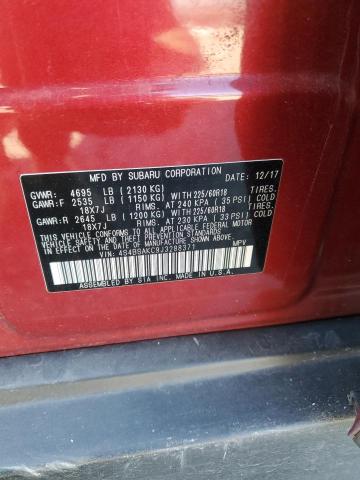 MFD BY SUBARU CORPORATION DATE: 12/17
GVWR: 4695 LB ( 2130 KG)
GAWR:F 2535 LB ( 1150 KG) WITH 225/60R18 TIRES.
18X7J RIMS. AT 240 KPA ( 35 PSI) COLD.
GAWR:R 2645 LB ( 1200 KG) WITH 225/60R18 TIRES.
18X7J RIMS. AT 230 KPA ( 33 PSI) COLD.
THIS VEHICLE CONFORMS TO ALL APPLICABLE FEDERAL MOTOR
VEHICLE SAFETY, BUMPER, AND THEFT PREVENTION STANDARDS
IN EFFECT ON THE DATE OF MANUFACTURE SHOWN ABOVE.
VIN: 4S4BSAKC9J3288371 MPV
ASSEMBLED BY SIA INC. MADE IN U.S.A.